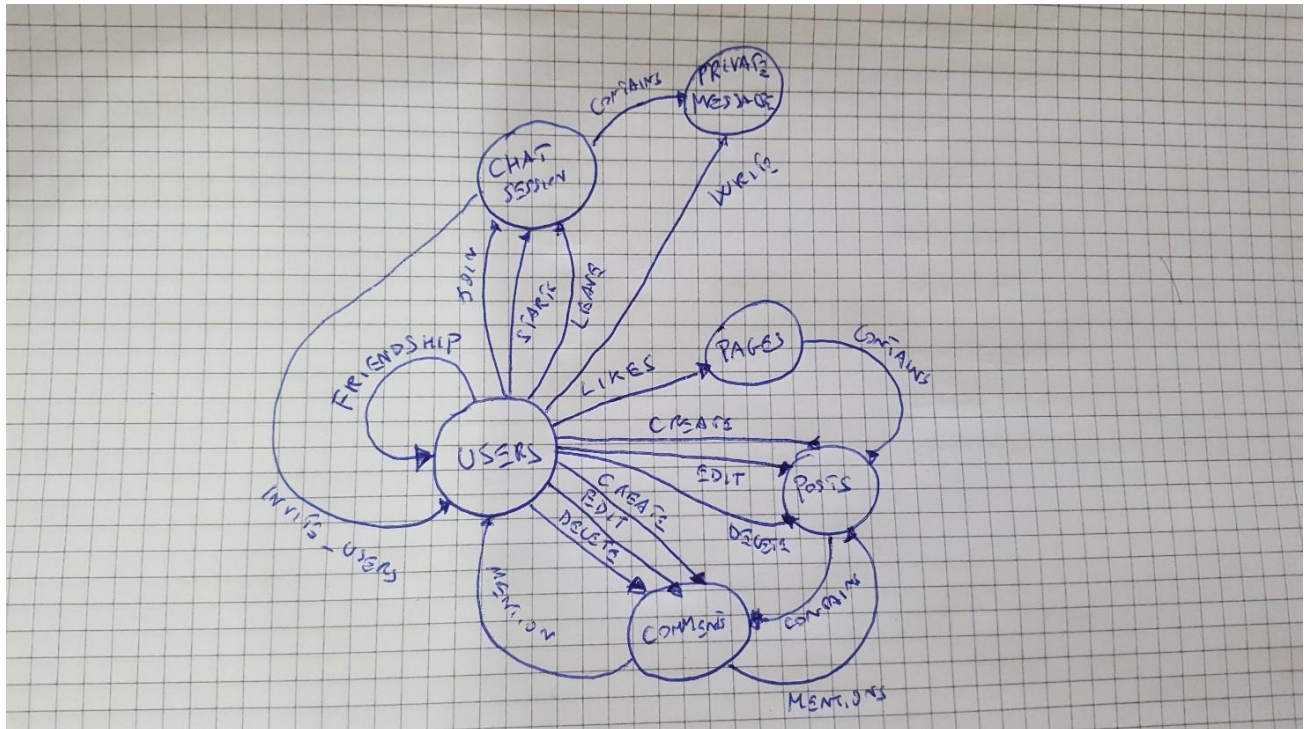 PRIVATE
MESSAGE
CONTAINS
CHAT
SESSION
WRITE
JOIN
START
LEAVE
FRIENDSHIP
LIKES
PAGES
CONTAINS
USERS
CREATE
EDIT
DELETE
POSTS
CREATE
EDIT
DELETE
INVITE_USERS
MENTION
COMMENTS
CONTAINS
MENTIONS